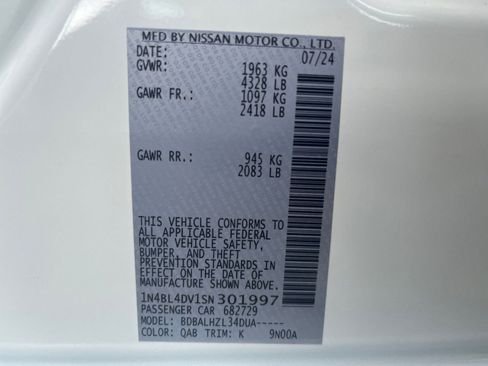 MFD BY NISSAN MOTOR CO., LTD.
DATE: 07/24
GVWR: 1963 KG
4328 LB
GAWR FR.: 1097 KG
2418 LB
GAWR RR.: 945 KG
2083 LB
THIS VEHICLE CONFORMS TO
ALL APPLICABLE FEDERAL
MOTOR VEHICLE SAFETY,
BUMPER, AND THEFT
PREVENTION STANDARDS IN
EFFECT ON THE DATE OF
MANUFACTURE SHOWN ABOVE.
1N4BL4DV1SN301997
PASSENGER CAR 682729
MODEL: BDBALHZL34DUA-----
COLOR: QAB TRIM: K 9N00A